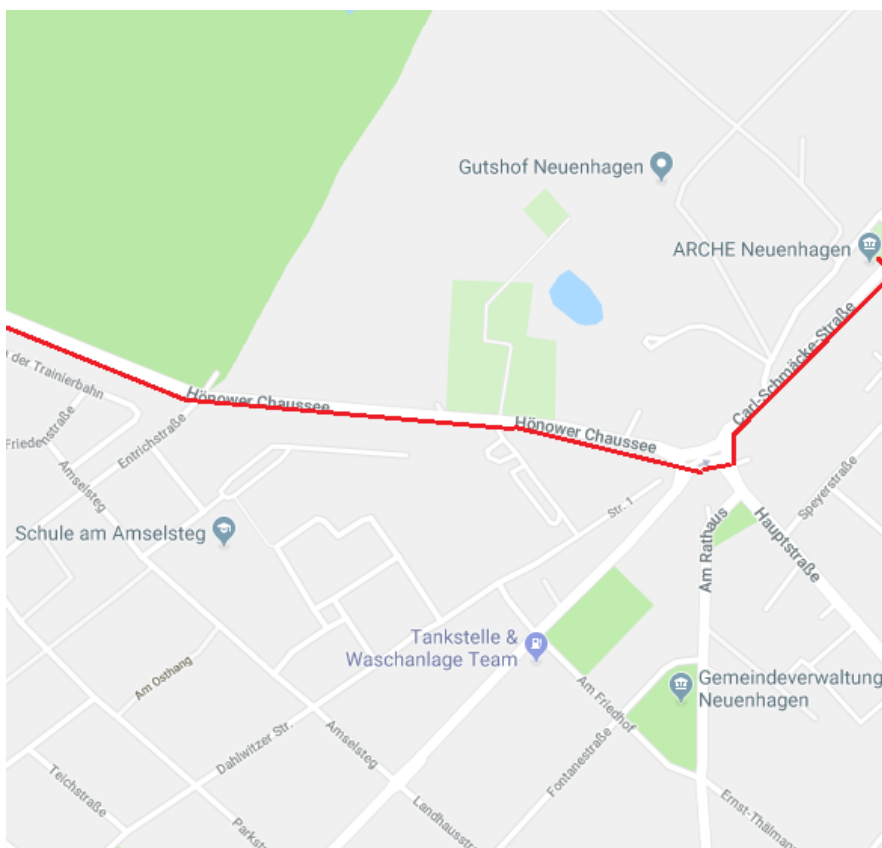 Gutshof Neuenhagen
ARCHE Neuenhagen
Carl-Schmäcke-Straße
der Trainierbahn
Hönower Chaussee
Hönower Chaussee
Friedenstraße
Entrichstraße
Amselsteg
Speyerstraße
Str. 1
Schule am Amselsteg
Am Rathaus
Hauptstraße
Tankstelle &
Waschanlage Team
Am Osthang
Gemeindeverwaltung
Neuenhagen
Am Friedhof
Fontanestraße
Dahlwitzer Str.
Amselsteg
Teichstraße
Parkst
Landhausstr
Ernst-Thälman